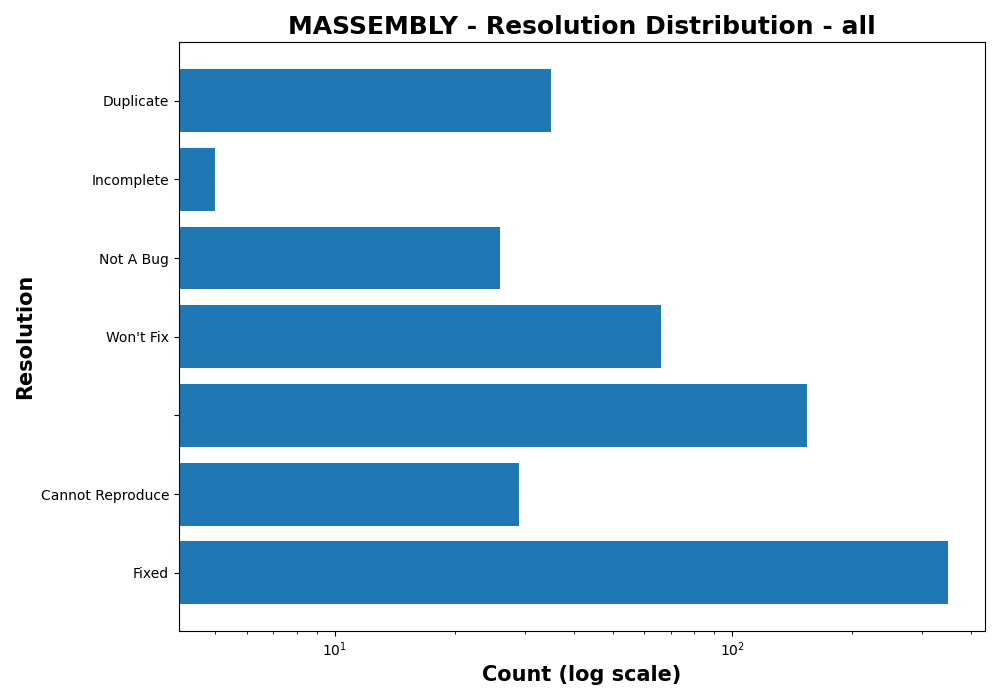 MASSEMBLY - Resolution Distribution - all
Resolution
Duplicate
Incomplete
Not A Bug
Won't Fix
Cannot Reproduce
Fixed
10¹
10²
Count (log scale)